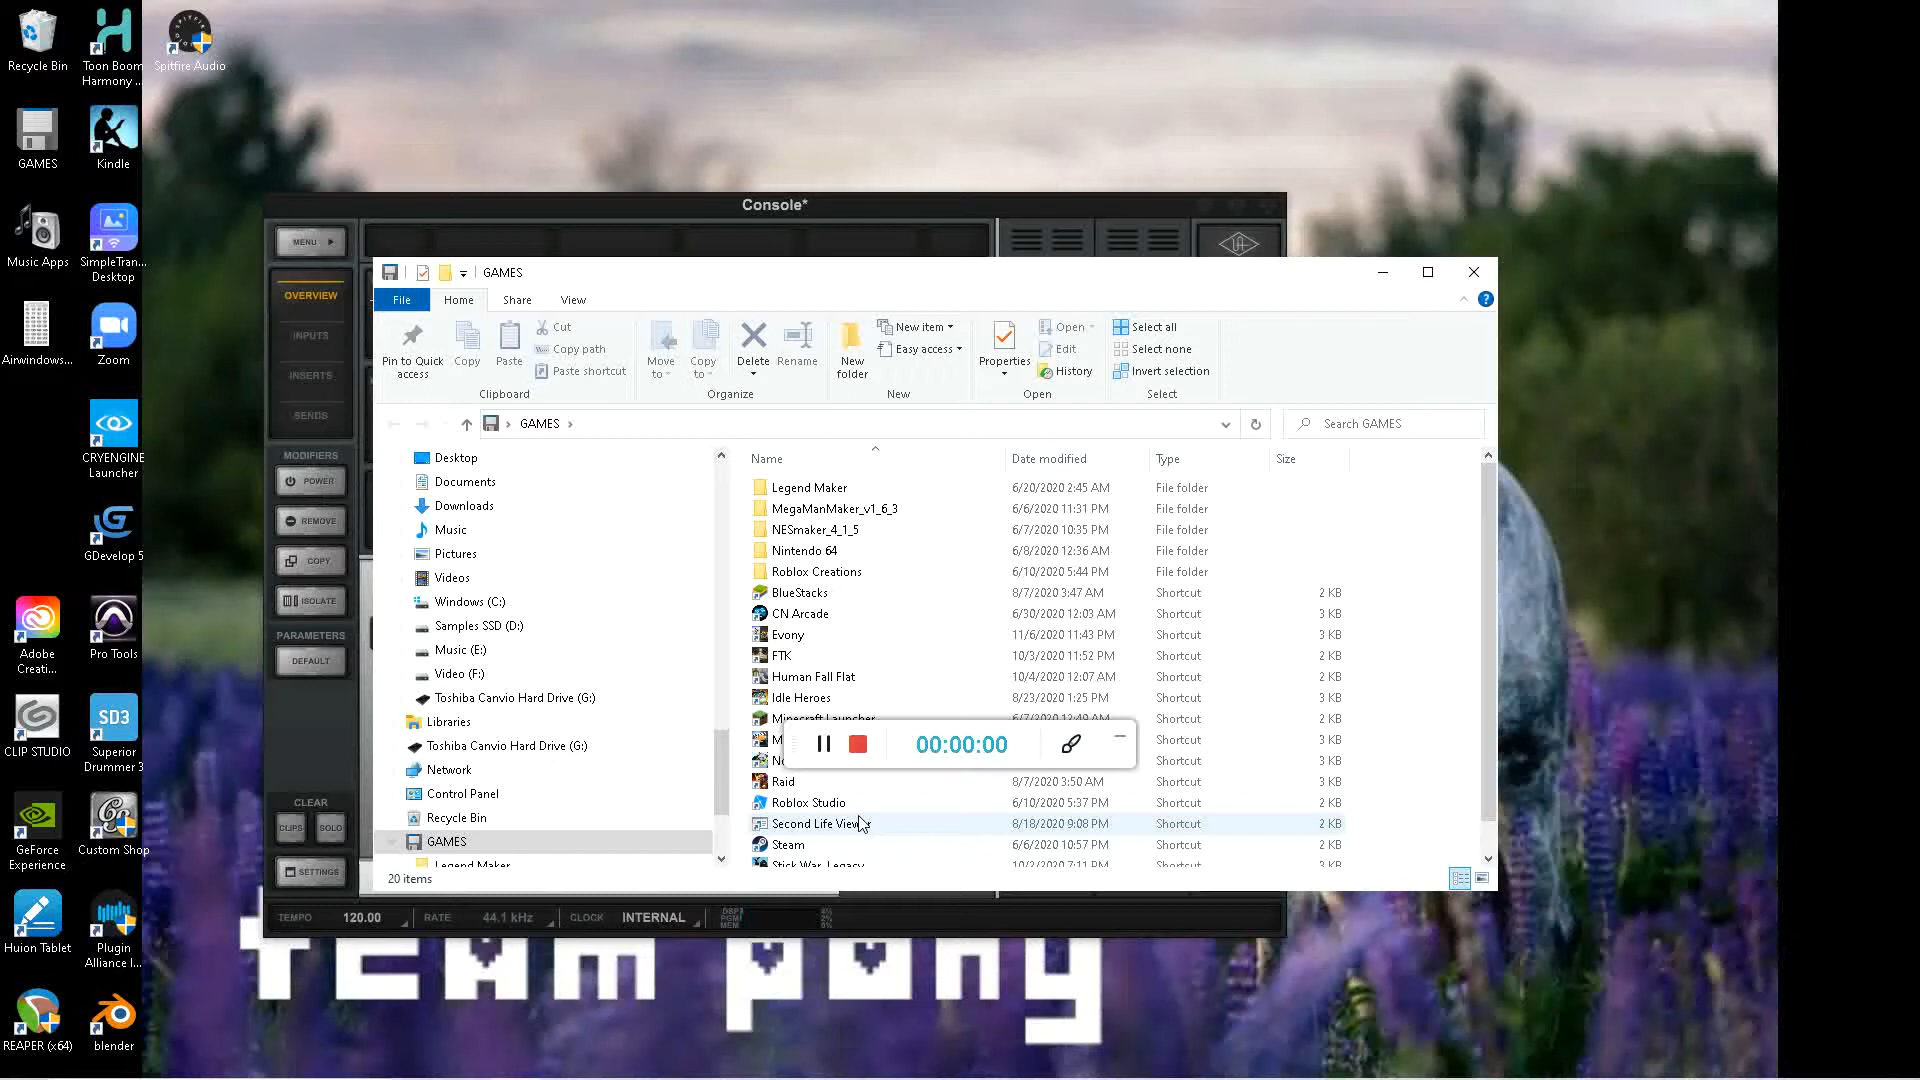 Recycle Bin
Toon Boom
Harmony ...
Spitfire Audio
GAMES
Kindle
Music Apps
SimpleTran...
Desktop
Airwindows...
Zoom
CRYENGINE
Launcher
GDevelop 5
Adobe
Creati...
Pro Tools
CLIP STUDIO
SD3
Superior
Drummer 3
GeForce
Experience
Custom Shop
Huion Tablet
Plugin
Alliance I...
REAPER (x64)
blender
Console*
MENU
OVERVIEW
INPUTS
INSERTS
SENDS
MODIFIERS
POWER
REMOVE
COPY
ISOLATE
PARAMETERS
DEFAULT
CLEAR
CLIPS
SOLO
SETTINGS
TEMPO 120.00 RATE 44.1 kHz CLOCK INTERNAL
DSP
PGM
MEM
GAMES
File Home Share View
Pin to Quick
access
Copy
Paste
Cut
Copy path
Paste shortcut
Clipboard
Move
to
Copy
to
Delete
Rename
Organize
New
folder
New item
Easy access
New
Properties
Open
Edit
History
Open
Select all
Select none
Invert selection
Select
GAMES
Search GAMES
Desktop
Documents
Downloads
Music
Pictures
Videos
Windows (C:)
Samples SSD (D:)
Music (E:)
Video (F:)
Toshiba Canvio Hard Drive (G:)
Libraries
Toshiba Canvio Hard Drive (G:)
Network
Control Panel
Recycle Bin
GAMES
Legend Maker
Name Date modified Type Size
Legend Maker 6/20/2020 2:45 AM File folder
MegaManMaker_v1_6_3 6/6/2020 11:31 PM File folder
NESmaker_4_1_5 6/7/2020 10:35 PM File folder
Nintendo 64 6/8/2020 12:36 AM File folder
Roblox Creations 6/10/2020 5:44 PM File folder
BlueStacks 8/7/2020 3:47 AM Shortcut 2 KB
CN Arcade 6/30/2020 12:03 AM Shortcut 3 KB
Evony 11/6/2020 11:43 PM Shortcut 3 KB
FTK 10/3/2020 11:52 PM Shortcut 2 KB
Human Fall Flat 10/4/2020 12:07 AM Shortcut 2 KB
Idle Heroes 8/23/2020 1:25 PM Shortcut 3 KB
Minecraft Launcher 6/7/2020 12:49 AM Shortcut 2 KB
Shortcut 3 KB
Shortcut 3 KB
Raid 8/7/2020 3:50 AM Shortcut 3 KB
Roblox Studio 6/10/2020 5:37 PM Shortcut 2 KB
Second Life Viewer 8/18/2020 9:08 PM Shortcut 2 KB
Steam 6/6/2020 10:57 PM Shortcut 2 KB
Stick War. Legacy 10/2/2020 7:11 PM Shortcut 3 KB
00:00:00
20 items
TEAM PONY